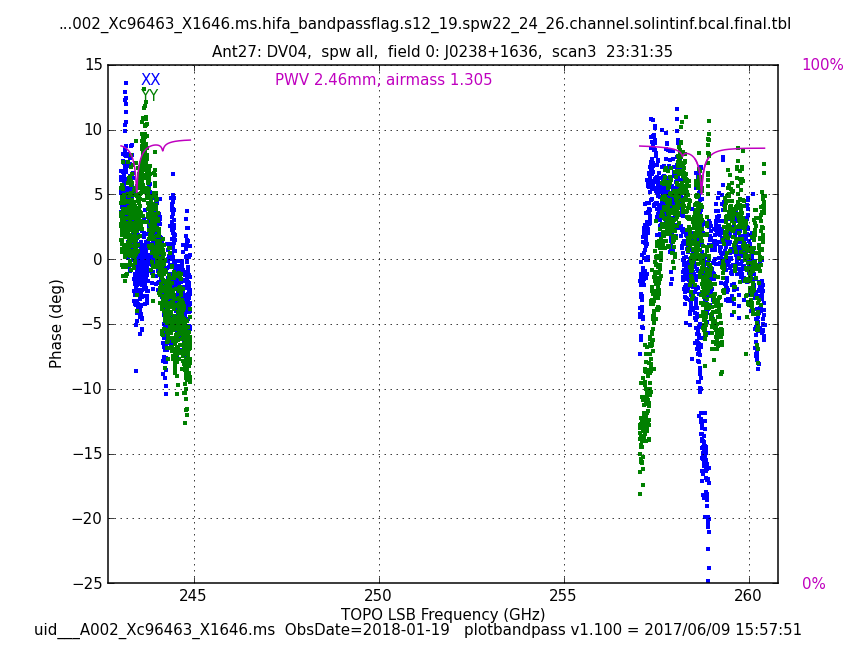 ...002_Xc96463_X1646.ms.hifa_bandpassflag.s12_19.spw22_24_26.channel.solintinf.bcal.final.tbl
Ant27: DV04, spw all, field 0: J0238+1636, scan3 23:31:35
XX
YY
PWV 2.46mm, airmass 1.305
100%
0%
15
10
5
0
−5
−10
−15
−20
−25
Phase (deg)
245
250
255
260
TOPO LSB Frequency (GHz)
uid___A002_Xc96463_X1646.ms ObsDate=2018-01-19 plotbandpass v1.100 = 2017/06/09 15:57:51